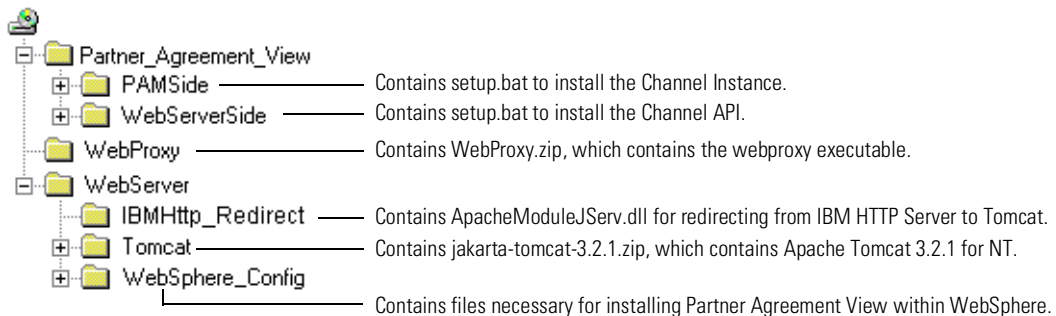 Partner_Agreement_View
PAMSide Contains setup.bat to install the Channel Instance.
WebServerSide Contains setup.bat to install the Channel API.
WebProxy Contains WebProxy.zip, which contains the webproxy executable.
WebServer
IBMHttp_Redirect Contains ApacheModuleJServ.dll for redirecting from IBM HTTP Server to Tomcat.
Tomcat Contains jakarta-tomcat-3.2.1.zip, which contains Apache Tomcat 3.2.1 for NT.
WebSphere_Config
Contains files necessary for installing Partner Agreement View within WebSphere.